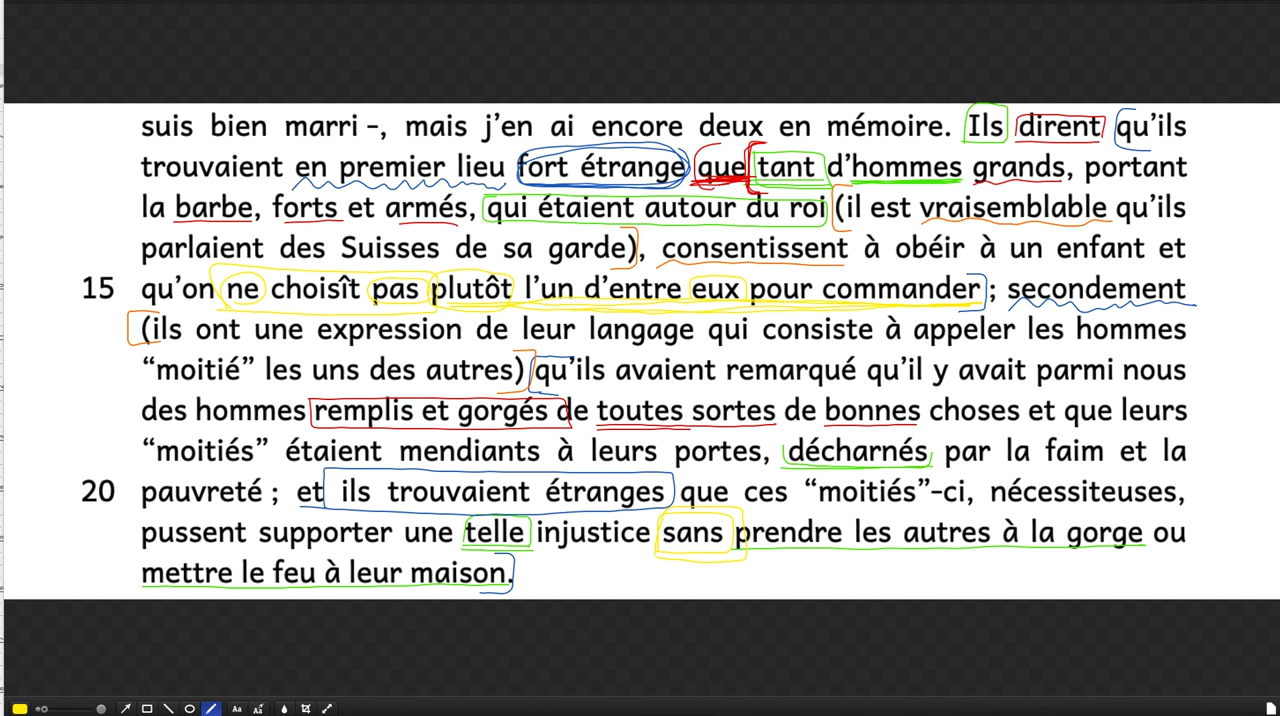 suis bien marri -, mais j’en ai encore deux en mémoire. Ils dirent qu’ils
trouvaient en premier lieu fort étrange que tant d’hommes grands, portant
la barbe, forts et armés, qui étaient autour du roi (il est vraisemblable qu’ils
parlaient des Suisses de sa garde), consentissent à obéir à un enfant et
15 qu’on ne choisît pas plutôt l’un d’entre eux pour commander ; secondement
(ils ont une expression de leur langage qui consiste à appeler les hommes
“moitié” les uns des autres) qu’ils avaient remarqué qu’il y avait parmi nous
des hommes remplis et gorgés de toutes sortes de bonnes choses et que leurs
“moitiés” étaient mendiants à leurs portes, décharnés par la faim et la
20 pauvreté ; et ils trouvaient étranges que ces “moitiés”-ci, nécessiteuses,
pussent supporter une telle injustice sans prendre les autres à la gorge ou
mettre le feu à leur maison.
Aa